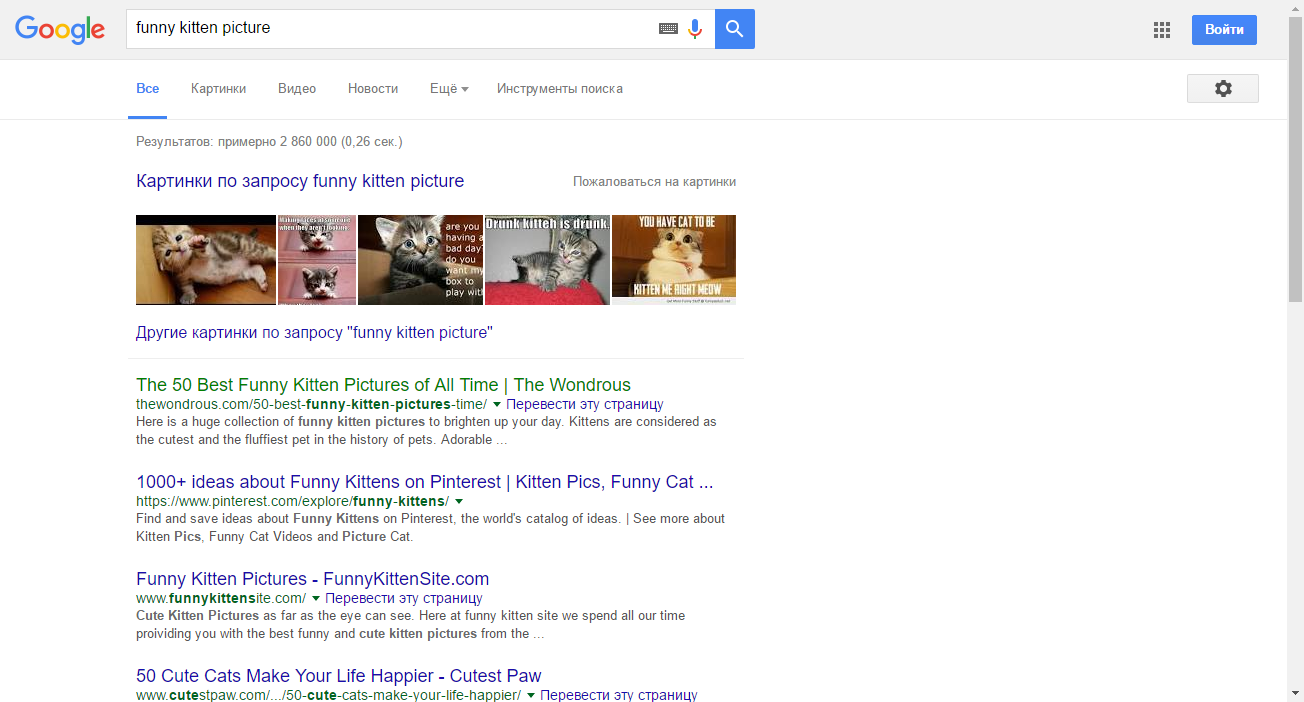 Google
funny kitten picture
Войти
Все Картинки Видео Новости Ещё Инструменты поиска
Результатов: примерно 2 860 000 (0,26 сек.)
Картинки по запросу funny kitten picture
Пожаловаться на картинки
Making faces at someone
when they aren't looking.
are you
having a
bad day?
do you
want my
box to
play with
Drunk kitten is drunk.
YOU HAVE CAT TO BE
KITTEN ME RIGHT MEOW
Другие картинки по запросу "funny kitten picture"
The 50 Best Funny Kitten Pictures of All Time | The Wondrous
thewondrous.com/50-best-funny-kitten-pictures-time/ Перевести эту страницу
Here is a huge collection of funny kitten pictures to brighten up your day. Kittens are considered as
the cutest and the fluffiest pet in the history of pets. Adorable ...
1000+ ideas about Funny Kittens on Pinterest | Kitten Pics, Funny Cat ...
https://www.pinterest.com/explore/funny-kittens/
Find and save ideas about Funny Kittens on Pinterest, the world's catalog of ideas. | See more about
Kitten Pics, Funny Cat Videos and Picture Cat.
Funny Kitten Pictures - FunnyKittenSite.com
www.funnykittensite.com/ Перевести эту страницу
Cute Kitten Pictures as far as the eye can see. Here at funny kitten site we spend all our time
proividing you with the best funny and cute kitten pictures from the ...
50 Cute Cats Make Your Life Happier - Cutest Paw
www.cutestpaw.com/.../50-cute-cats-make-your-life-happier/ Перевести эту страницу